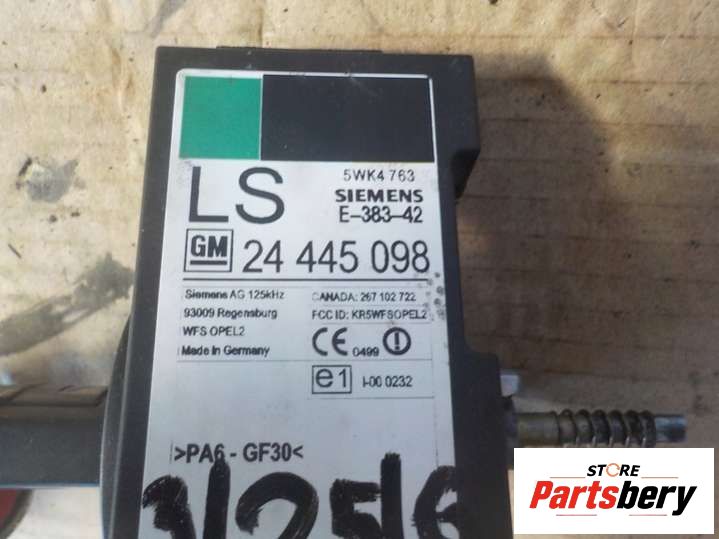 LS
5WK4 763
SIEMENS
E-383-42
GM 24 445 098
Siemens AG 125kHz
93009 Regensburg
WFS OPEL2
Made in Germany
CANADA: 267 102 722
FCC ID: KR5WFSOPEL2
CE 0499
e1 I-00 0232
>PA6 - GF30<
STORE
Partsbery